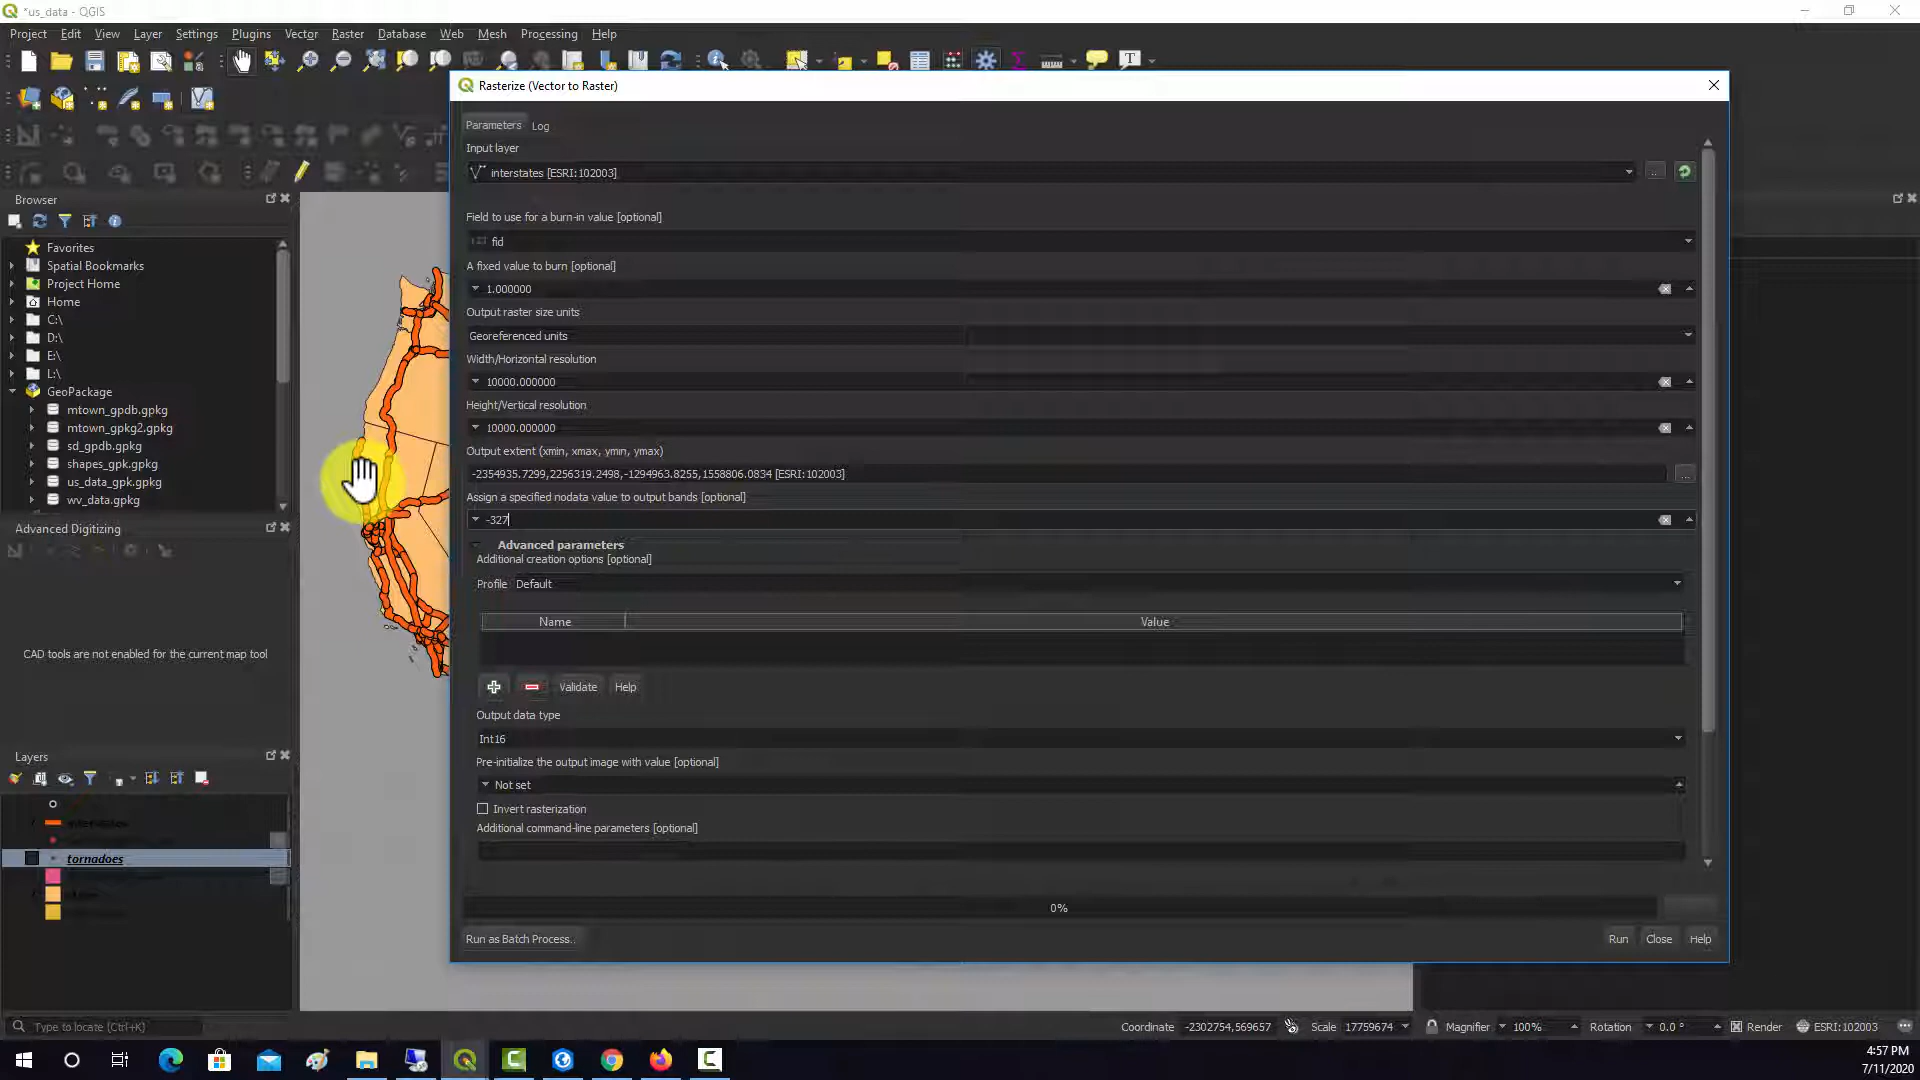 *us_data - QGIS
Project Edit View Layer Settings Plugins Vector Raster Database Web Mesh Processing Help
Rasterize (Vector to Raster)
Parameters Log
Input layer
interstates [ESRI:102003]
Field to use for a burn-in value [optional]
123 fid
A fixed value to burn [optional]
1.000000
Output raster size units
Georeferenced units
Width/Horizontal resolution
10000.000000
Height/Vertical resolution
10000.000000
Output extent (xmin, xmax, ymin, ymax)
-2354935.7299,2256319.2498,-1294963.8255,1558806.0834 [ESRI:102003]
Assign a specified nodata value to output bands [optional]
-327
Advanced parameters
Additional creation options [optional]
Profile Default
Name Value
Validate Help
Output data type
Int16
Pre-initialize the output image with value [optional]
Not set
Invert rasterization
Additional command-line parameters [optional]
0%
Run as Batch Process..
Run Close Help
Browser
Favorites
Spatial Bookmarks
Project Home
Home
C:\
D:\
E:\
L:\
GeoPackage
mtown_gpdb.gpkg
mtown_gpkg2.gpkg
sd_gpdb.gpkg
shapes_gpk.gpkg
us_data_gpk.gpkg
wv_data.gpkg
Advanced Digitizing
CAD tools are not enabled for the current map tool
Layers
tornadoes
Type to locate (Ctrl+K)
Coordinate -2302754,569657 Scale 17759674 Magnifier 100% Rotation 0.0 ° Render ESRI:102003
4:57 PM
7/11/2020